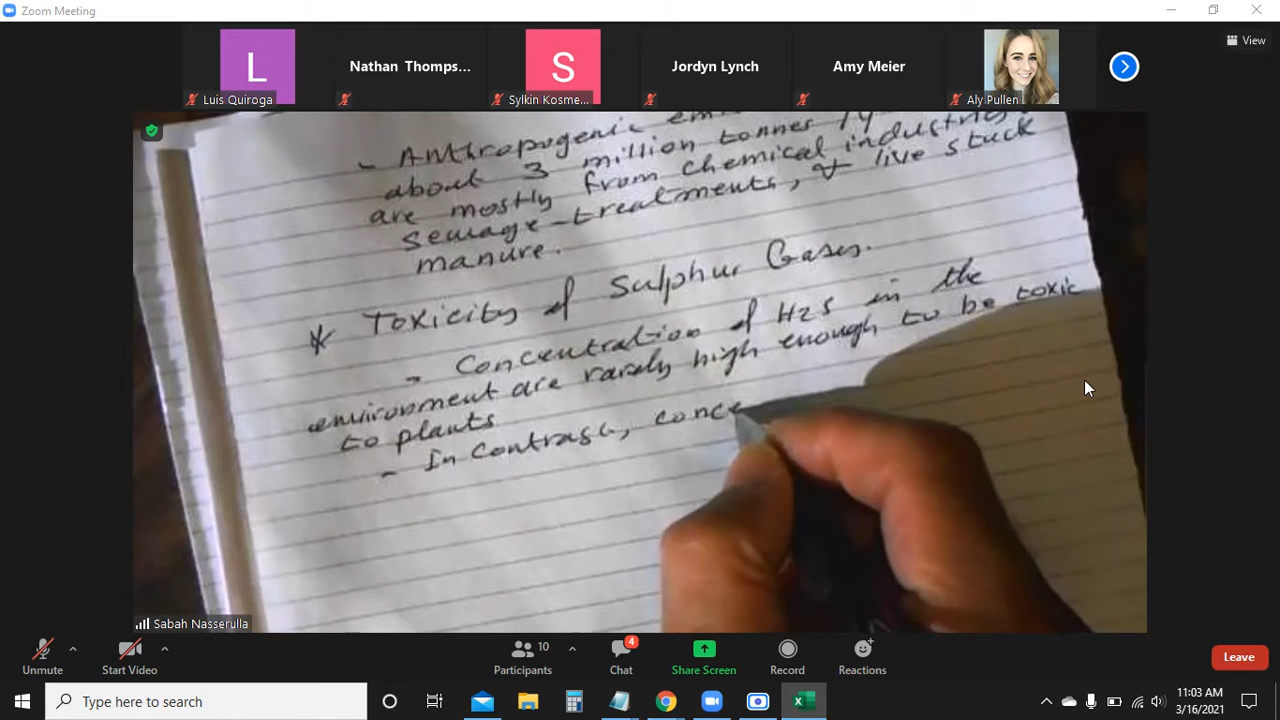 Zoom Meeting
View
L
Luis Quiroga
Nathan Thomps...
S
Sylkin Kosme...
Jordyn Lynch
Amy Meier
Aly Pullen
- Anthropogenic
about 3 million tonnes / y
are mostly from chemical industries,
sewage-treatments, & live stuck
manure.
* Toxicity of Sulphur Gases.
- Concentration of H2S in the
environment are rarely high enough to be toxic
to plants
- In contrast, conce
Sabah Nasserulla
Unmute
Start Video
Participants
10
Chat
4
Share Screen
Record
Reactions
Leave
Type here to search
11:03 AM
3/16/2021